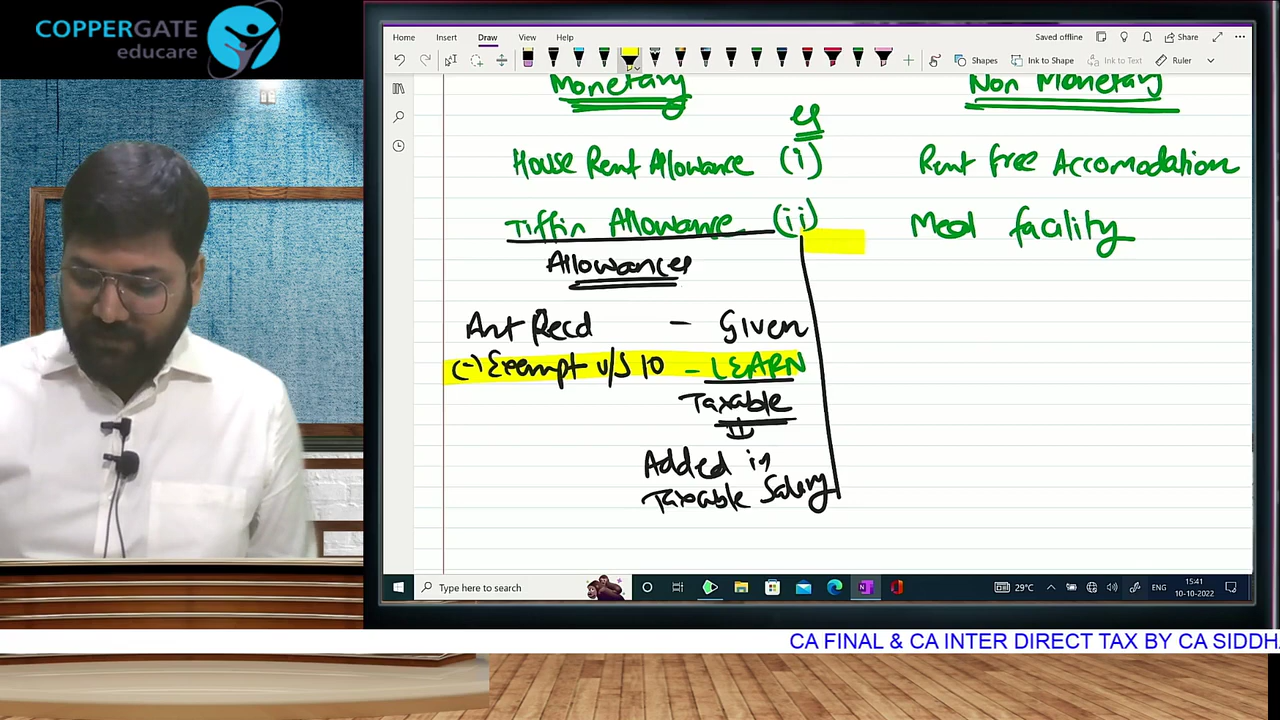 COPPERGATE
educare
Home Insert Draw View Help
Saved offline
Share
Shapes
Ink to Shape
Ink to Text
Ruler
Monetary
Non Monetary
eg
House Rent Allowance (i) Rent free Accomodation
Tiffin Allowance (ii) Meal facility
Allowances
Amt Recd - Given
(-) Exempt u/s 10 - LEARN
Taxable
Added in
Taxable Salary
Type here to search
29°C
ENG
15:41
10-10-2022
CA FINAL & CA INTER DIRECT TAX BY CA SIDDHA